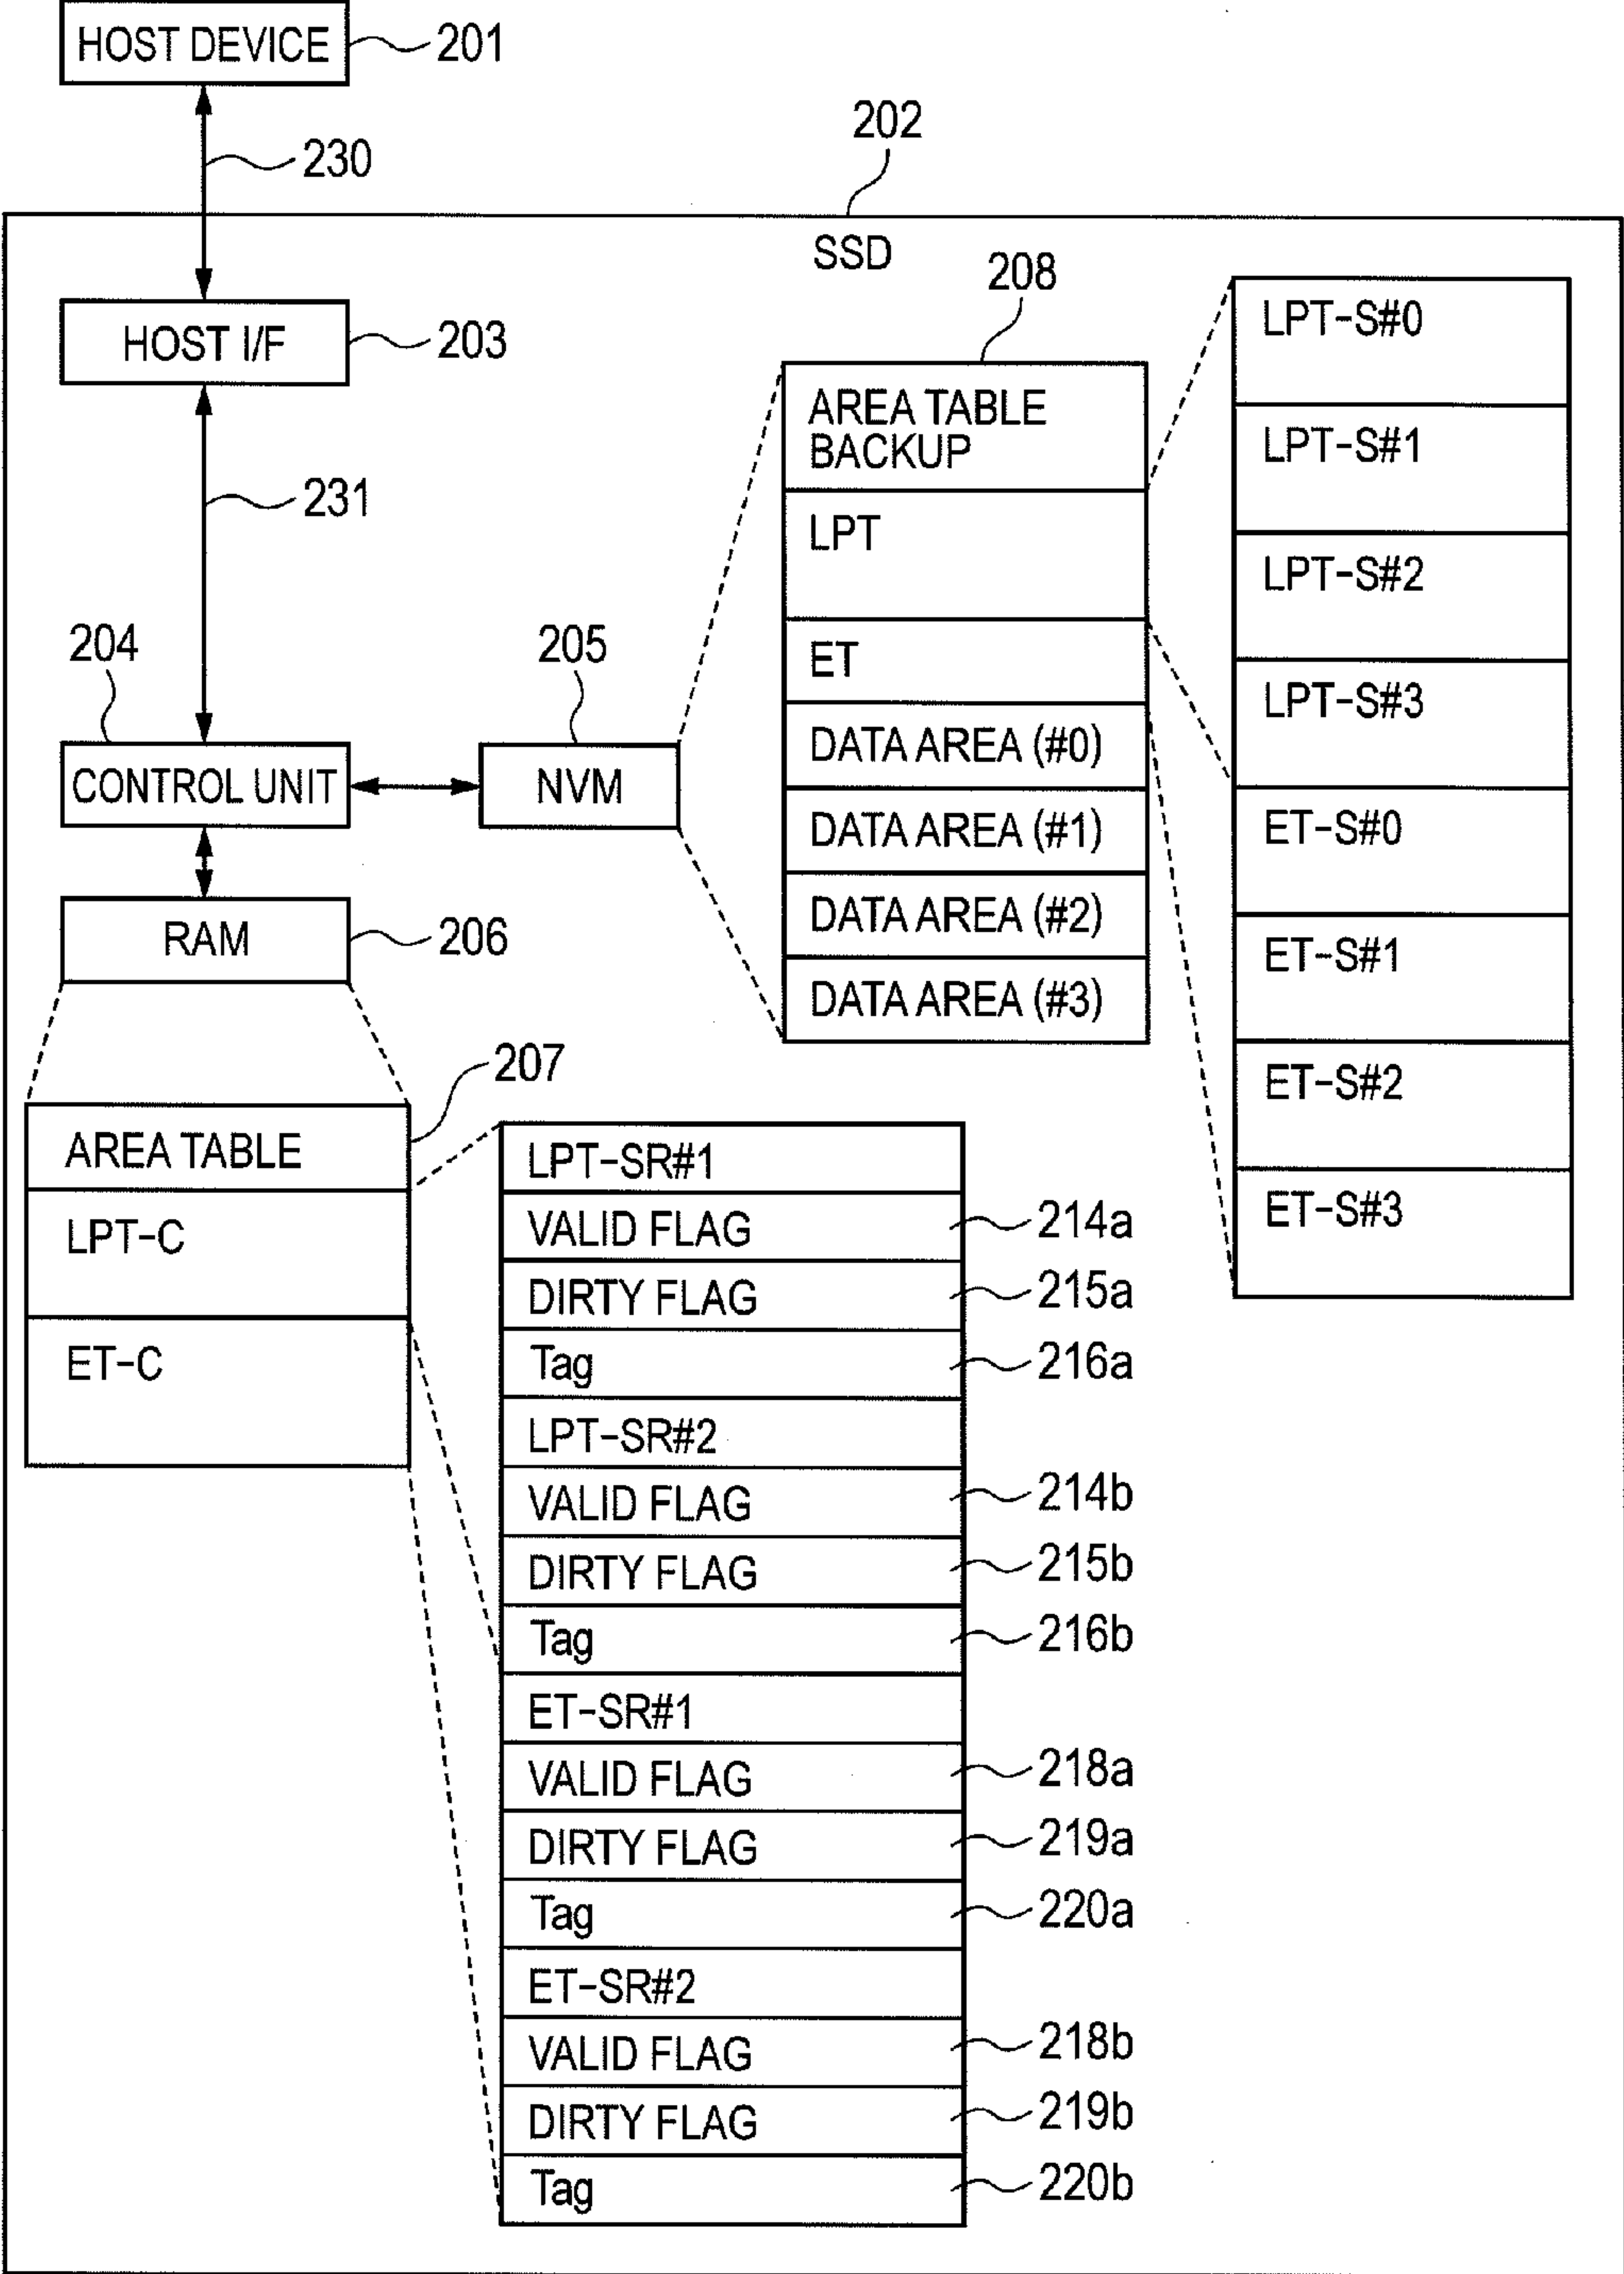 HOST DEVICE
201
230
202
SSD
HOST I/F
203
231
208
AREA TABLE
BACKUP
LPT
ET
DATA AREA (#0)
DATA AREA (#1)
DATA AREA (#2)
DATA AREA (#3)
LPT-S#0
LPT-S#1
LPT-S#2
LPT-S#3
ET-S#0
ET-S#1
ET-S#2
ET-S#3
204
CONTROL UNIT
205
NVM
RAM
206
207
AREA TABLE
LPT-C
ET-C
LPT-SR#1
VALID FLAG 214a
DIRTY FLAG 215a
Tag 216a
LPT-SR#2
VALID FLAG 214b
DIRTY FLAG 215b
Tag 216b
ET-SR#1
VALID FLAG 218a
DIRTY FLAG 219a
Tag 220a
ET-SR#2
VALID FLAG 218b
DIRTY FLAG 219b
Tag 220b